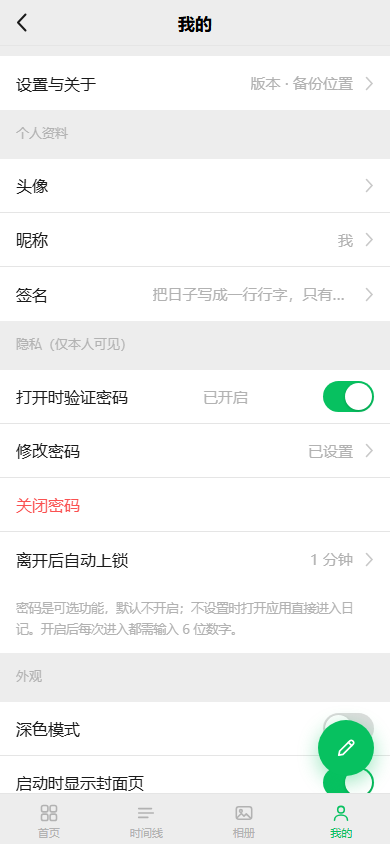 我的
设置与关于
版本 · 备份位置
个人资料
头像
昵称
我
签名
把日子写成一行行字，只有...
隐私（仅本人可见）
打开时验证密码
已开启
修改密码
已设置
关闭密码
离开后自动上锁
1 分钟
密码是可选功能，默认不开启；不设置时打开应用直接进入日
记。开启后每次进入都需输入 6 位数字。
外观
深色模式
启动时显示封面页
首页
时间线
相册
我的